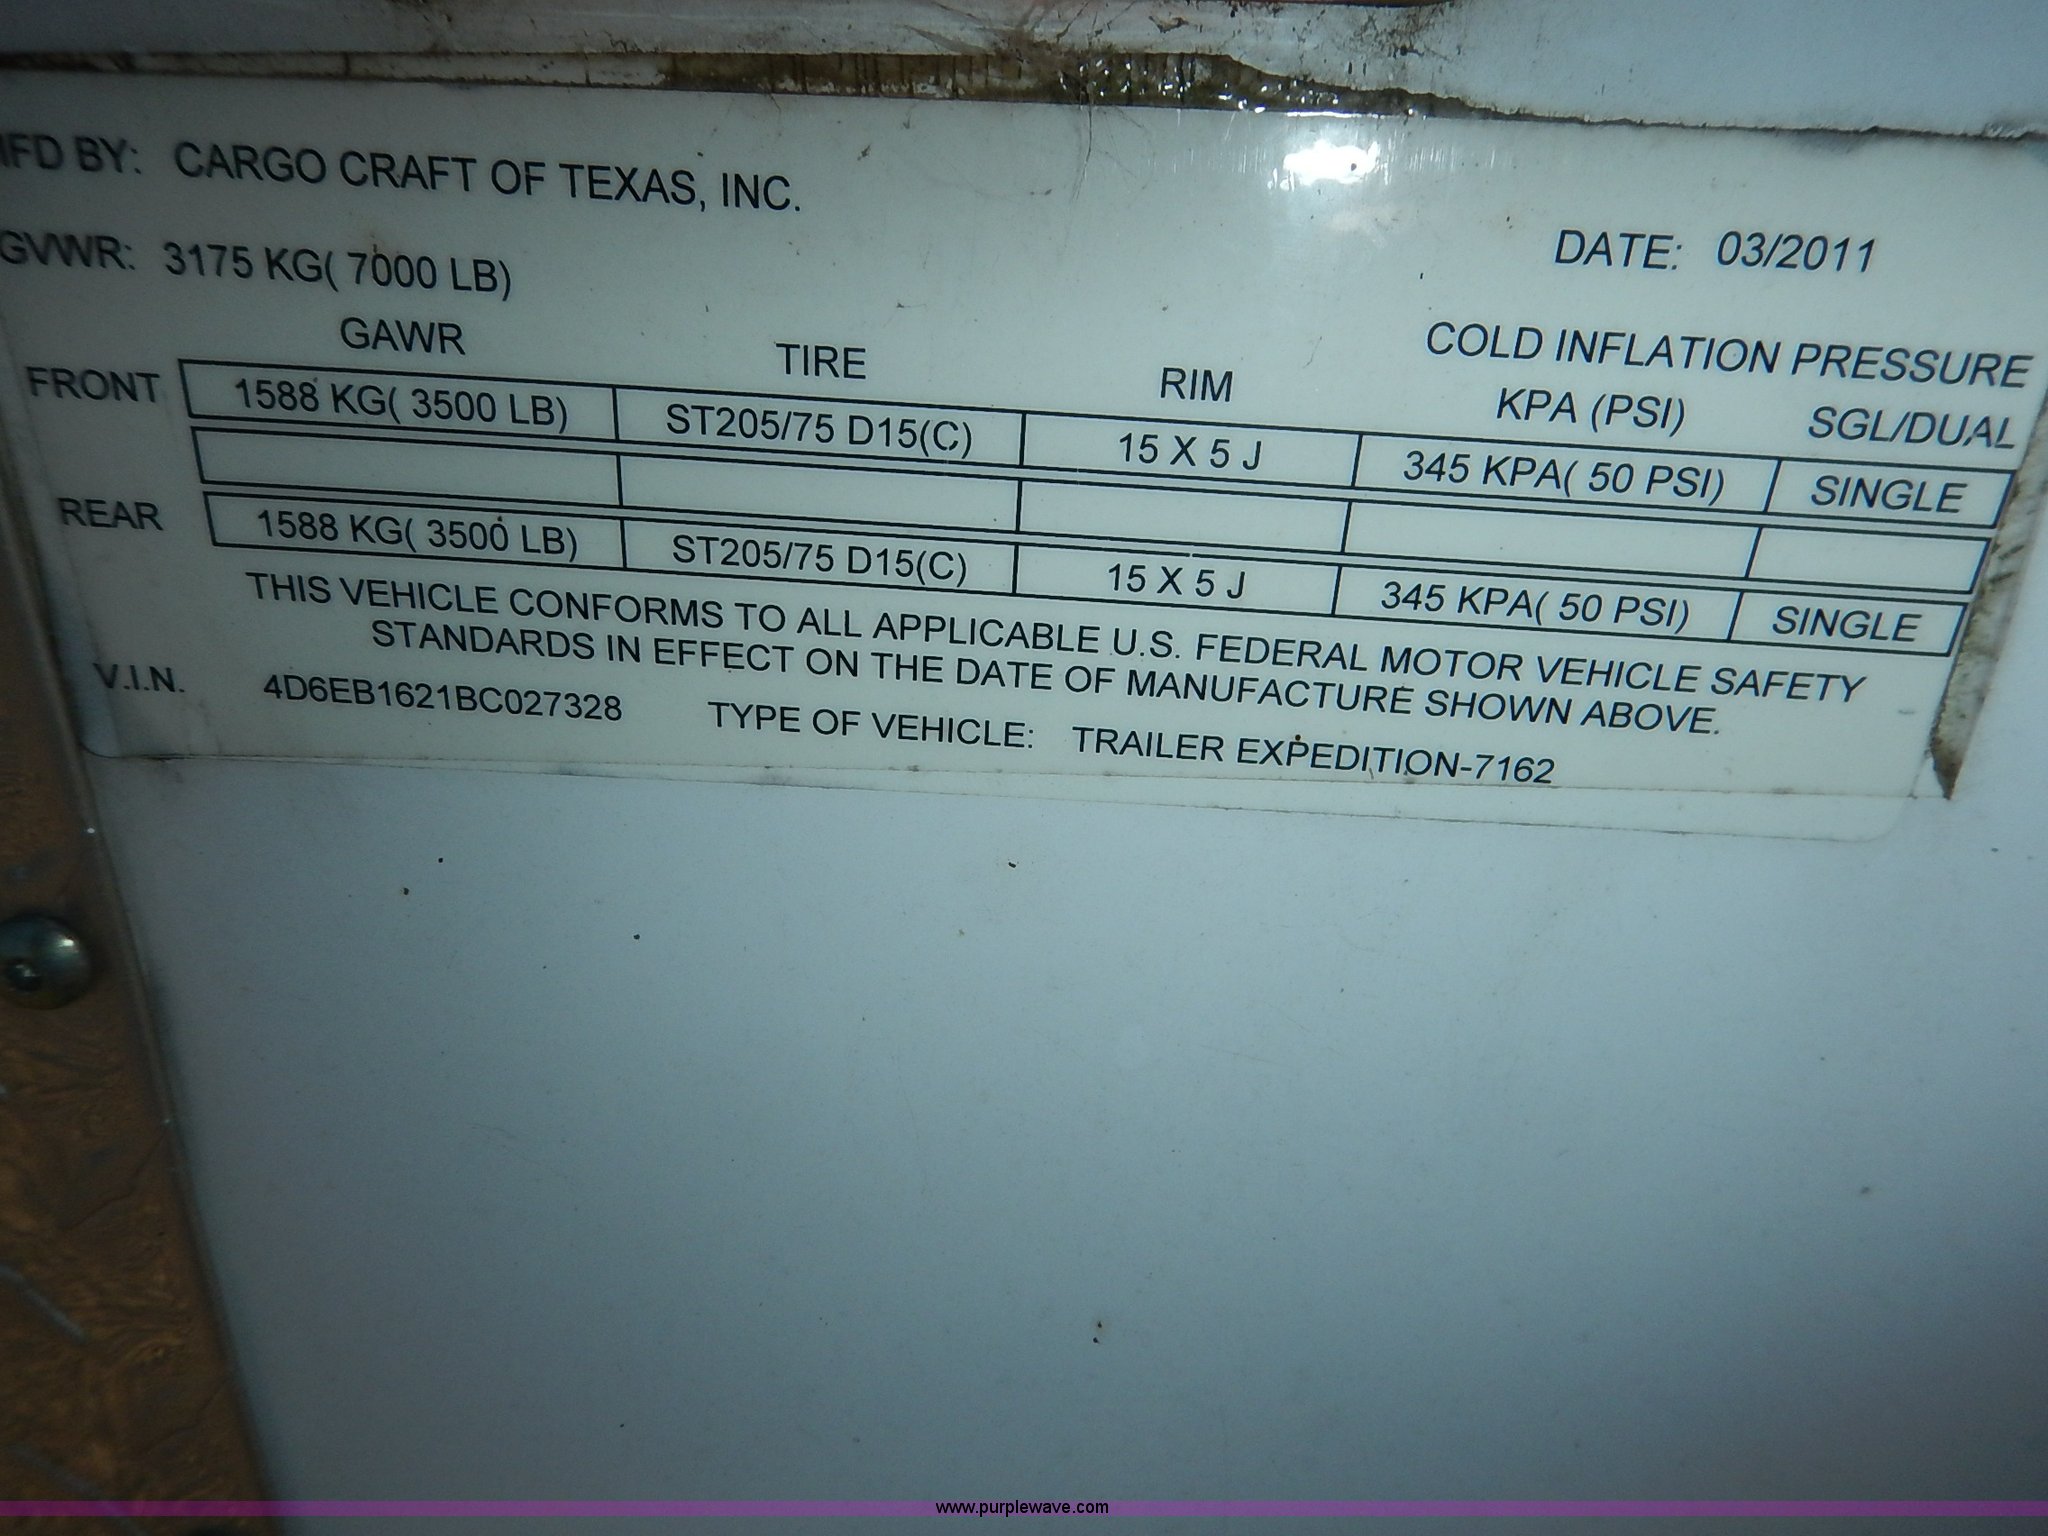 MFD BY: CARGO CRAFT OF TEXAS, INC.
DATE: 03/2011
GVWR: 3175 KG( 7000 LB)
GAWR TIRE RIM COLD INFLATION PRESSURE
KPA (PSI) SGL/DUAL
FRONT 1588 KG( 3500 LB) ST205/75 D15(C) 15 X 5 J 345 KPA( 50 PSI) SINGLE
REAR 1588 KG( 3500 LB) ST205/75 D15(C) 15 X 5 J 345 KPA( 50 PSI) SINGLE
THIS VEHICLE CONFORMS TO ALL APPLICABLE U.S. FEDERAL MOTOR VEHICLE SAFETY
STANDARDS IN EFFECT ON THE DATE OF MANUFACTURE SHOWN ABOVE.
V.I.N. 4D6EB1621BC027328 TYPE OF VEHICLE: TRAILER EXPEDITION-7162
www.purplewave.com